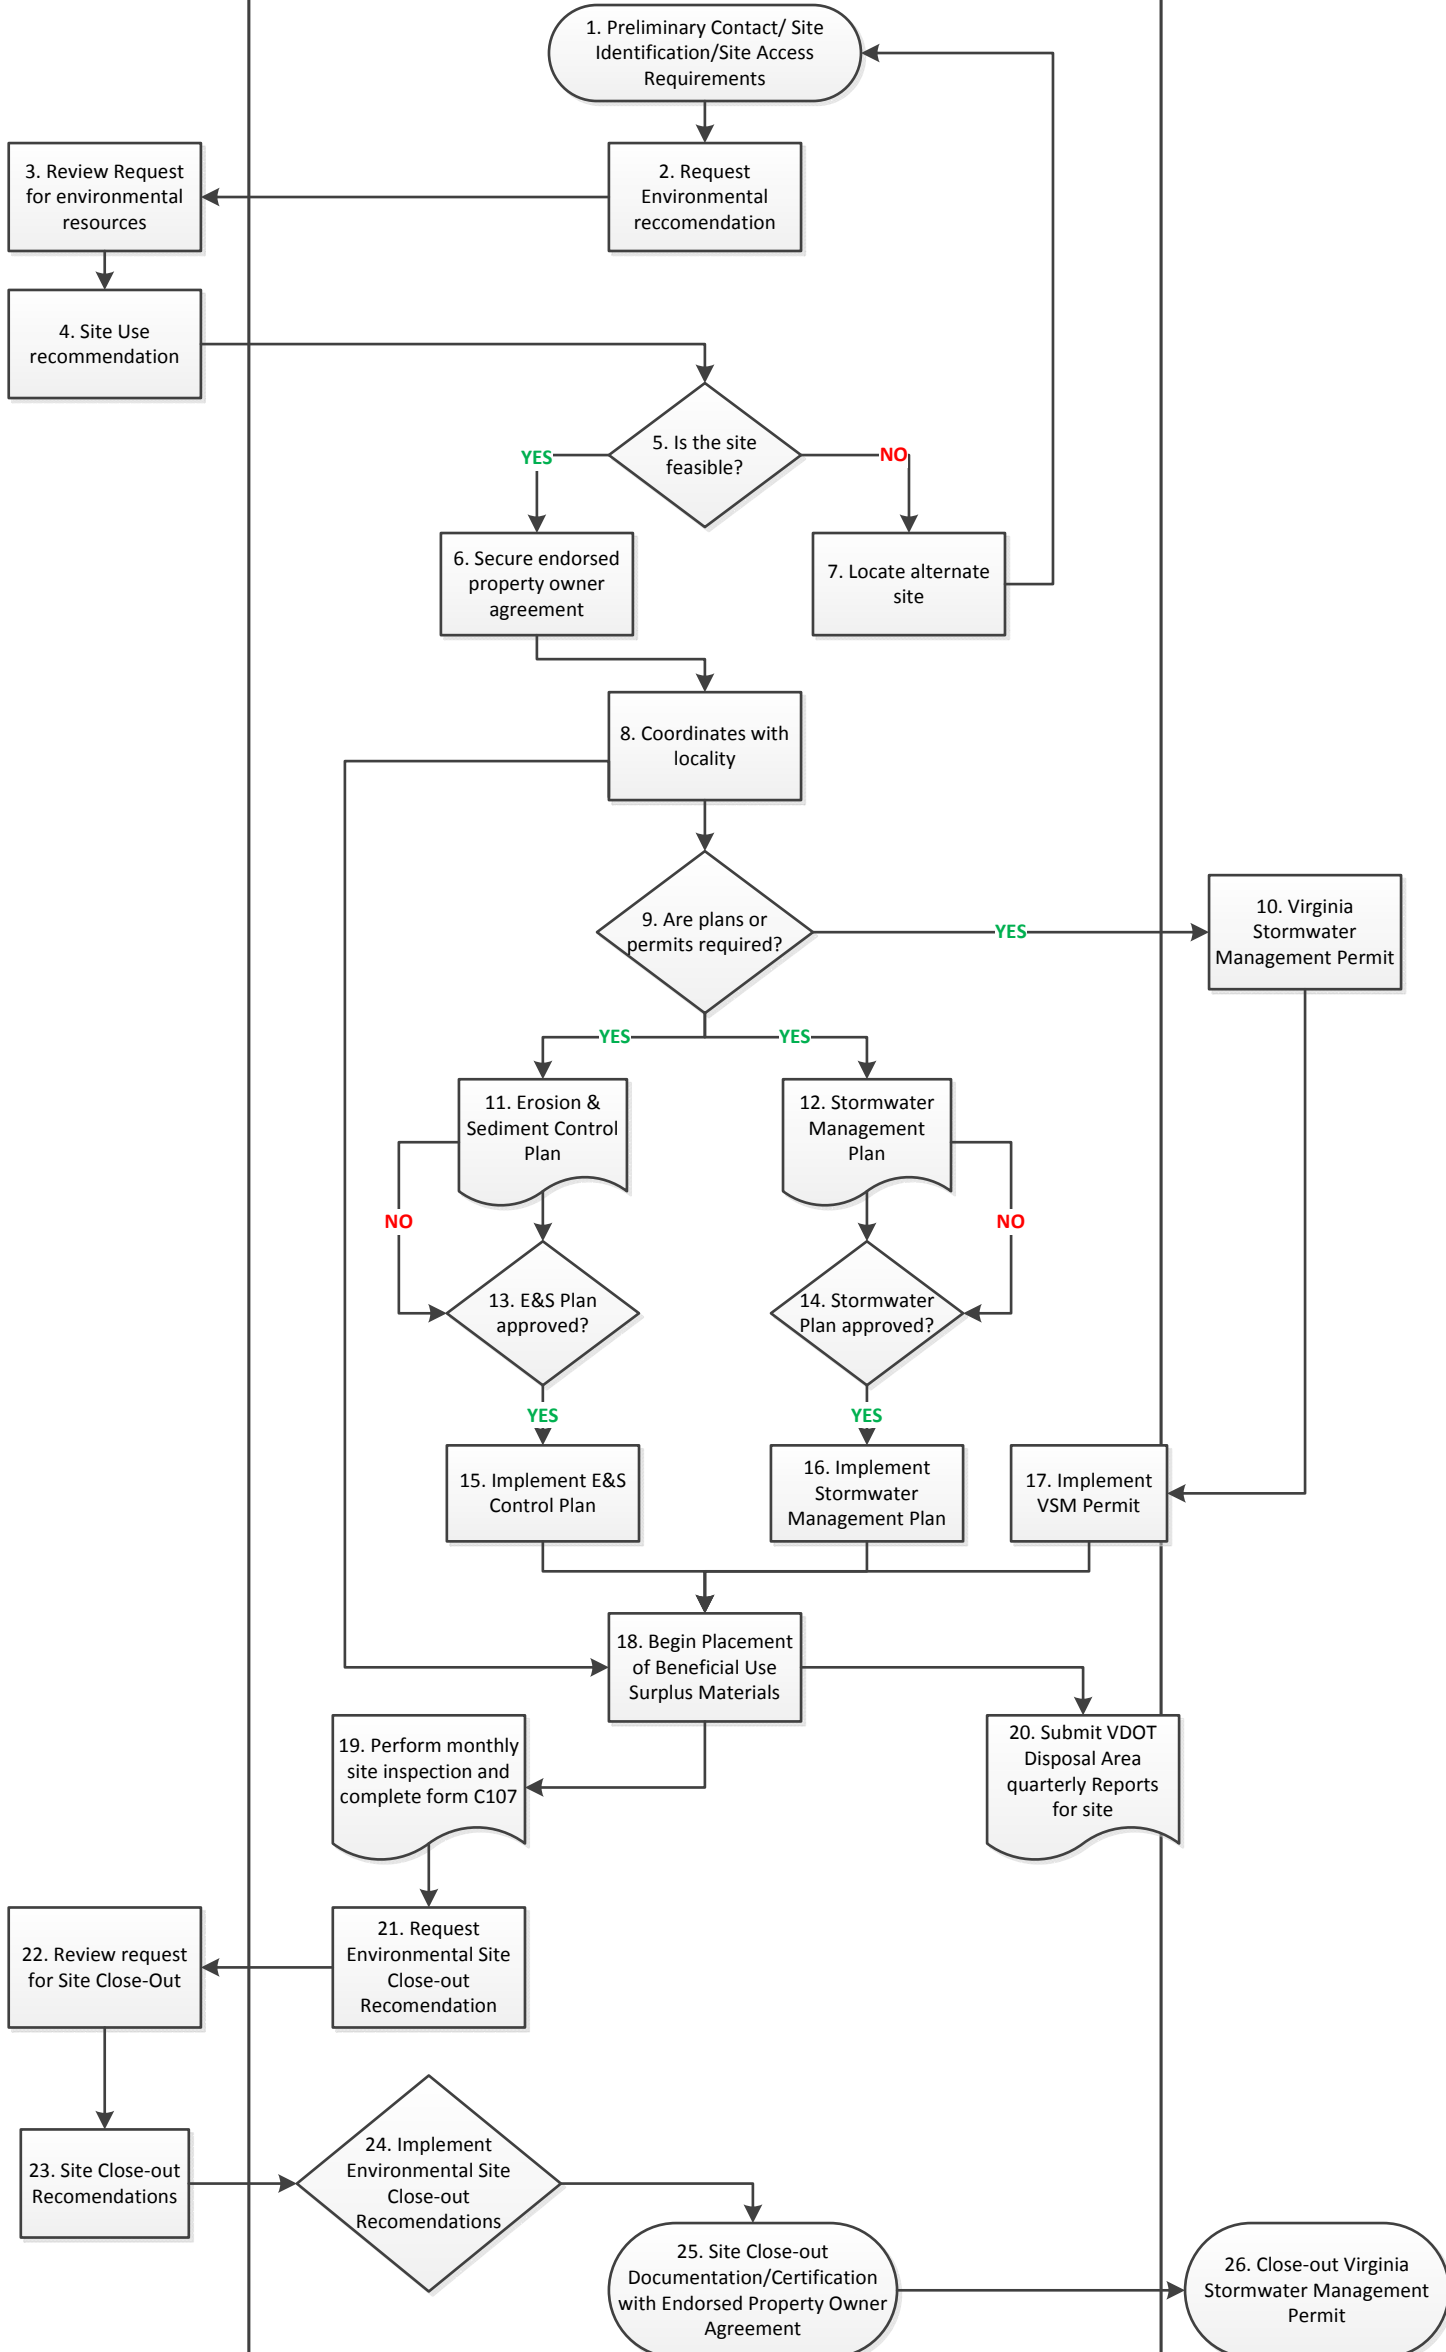 1. Preliminary Contact/ Site
Identification/Site Access
Requirements
3. Review Request
for environmental
resources
2. Request
Environmental
reccomendation
4. Site Use
recommendation
5. Is the site
feasible?
YES
NO
6. Secure endorsed
property owner
agreement
7. Locate alternate
site
8. Coordinates with
locality
9. Are plans or
permits required?
YES
10. Virginia
Stormwater
Management Permit
YES
YES
11. Erosion &
Sediment Control
Plan
12. Stormwater
Management
Plan
NO
NO
13. E&S Plan
approved?
14. Stormwater
Plan approved?
YES
YES
15. Implement E&S
Control Plan
16. Implement
Stormwater
Management Plan
17. Implement
VSM Permit
18. Begin Placement
of Beneficial Use
Surplus Materials
19. Perform monthly
site inspection and
complete form C107
20. Submit VDOT
Disposal Area
quarterly Reports
for site
22. Review request
for Site Close-Out
21. Request
Environmental Site
Close-out
Recomendation
23. Site Close-out
Recomendations
24. Implement
Environmental Site
Close-out
Recomendations
25. Site Close-out
Documentation/Certification
with Endorsed Property Owner
Agreement
26. Close-out Virginia
Stormwater Management
Permit